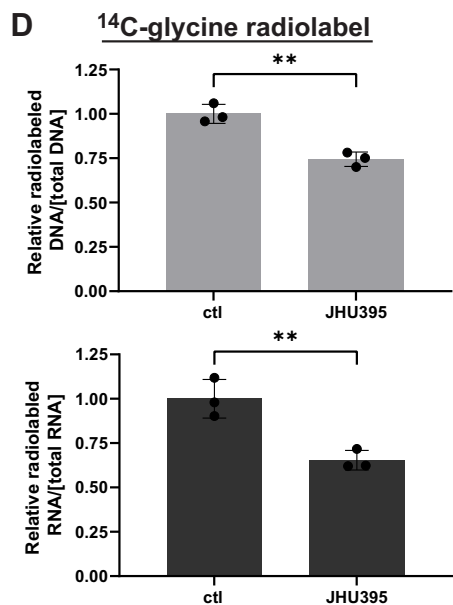 D
¹⁴C-glycine radiolabel
Relative radiolabeled
DNA/[total DNA]
1.25
1.00
0.75
0.50
0.25
0.00
**
ctl
JHU395
Relative radiolabled
RNA/[total RNA]
1.25
1.00
0.75
0.50
0.25
0.00
**
ctl
JHU395